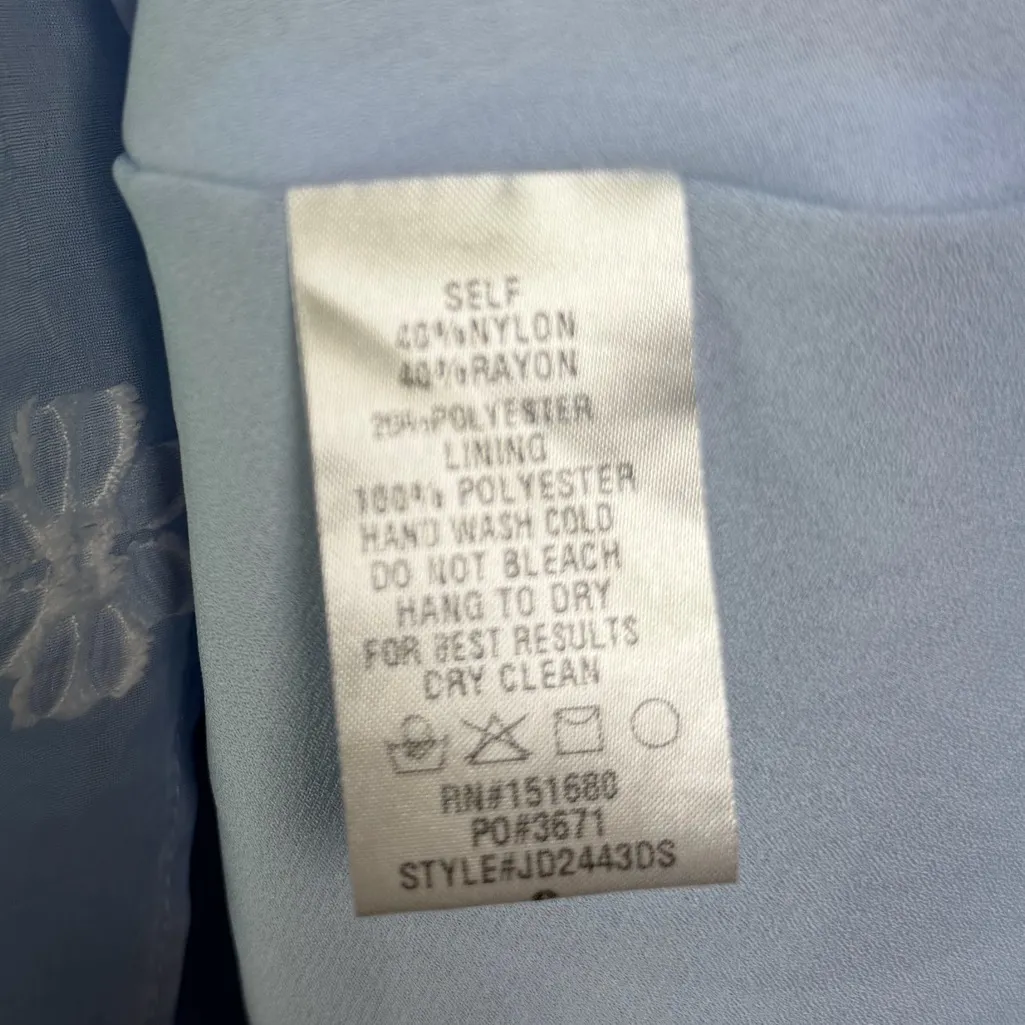 SELF
40%NYLON
40%RAYON
20%POLYESTER
LINING
100% POLYESTER
HAND WASH COLD
DO NOT BLEACH
HANG TO DRY
FOR BEST RESULTS
DRY CLEAN
RN#151680
PO#3671
STYLE#JD2443DS